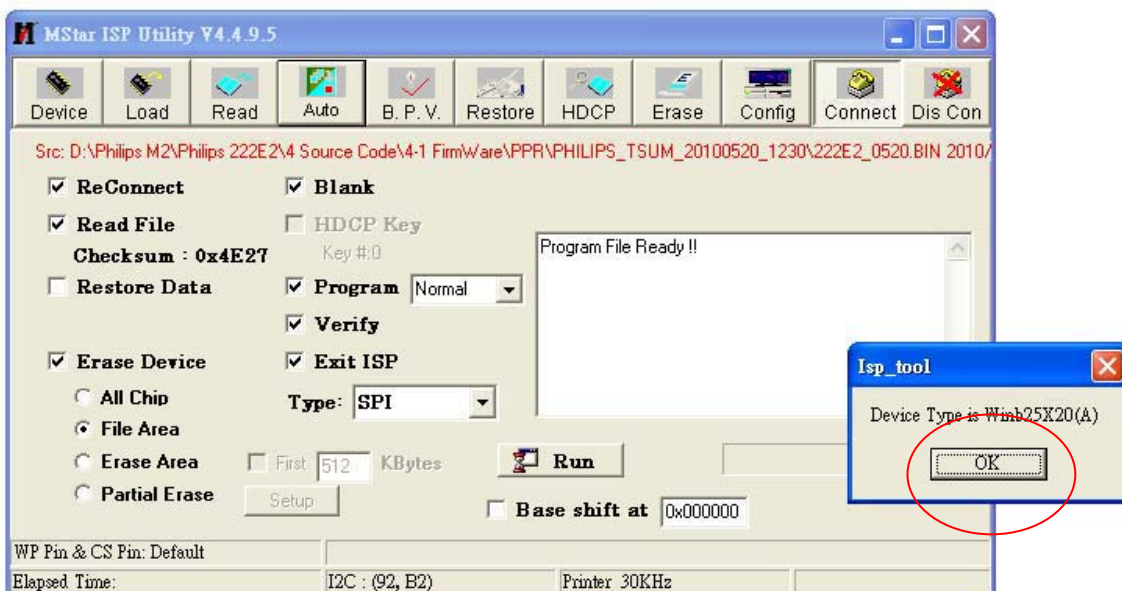 MStar ISP Utility V4.4.9.5
Device Load Read Auto B. P. V. Restore HDCP Erase Config Connect Dis Con
Src: D:\Philips M2\Philips 222E2\4 Source Code\4-1 FirmWare\PPR\PHILIPS_TSUM_20100520_1230\222E2_0520.BIN 2010/
ReConnect Blank
Read File HDCP Key
Checksum : 0x4E27 Key #:0
Program File Ready !!
Restore Data Program Normal
Verify
Erase Device Exit ISP
All Chip Type: SPI
File Area
Erase Area First 512 KBytes Run
Partial Erase Setup
Base shift at 0x000000
WP Pin & CS Pin: Default
Elapsed Time: I2C : (92, B2) Printer 30KHz
Isp_tool
Device Type is Winb25X20(A)
OK